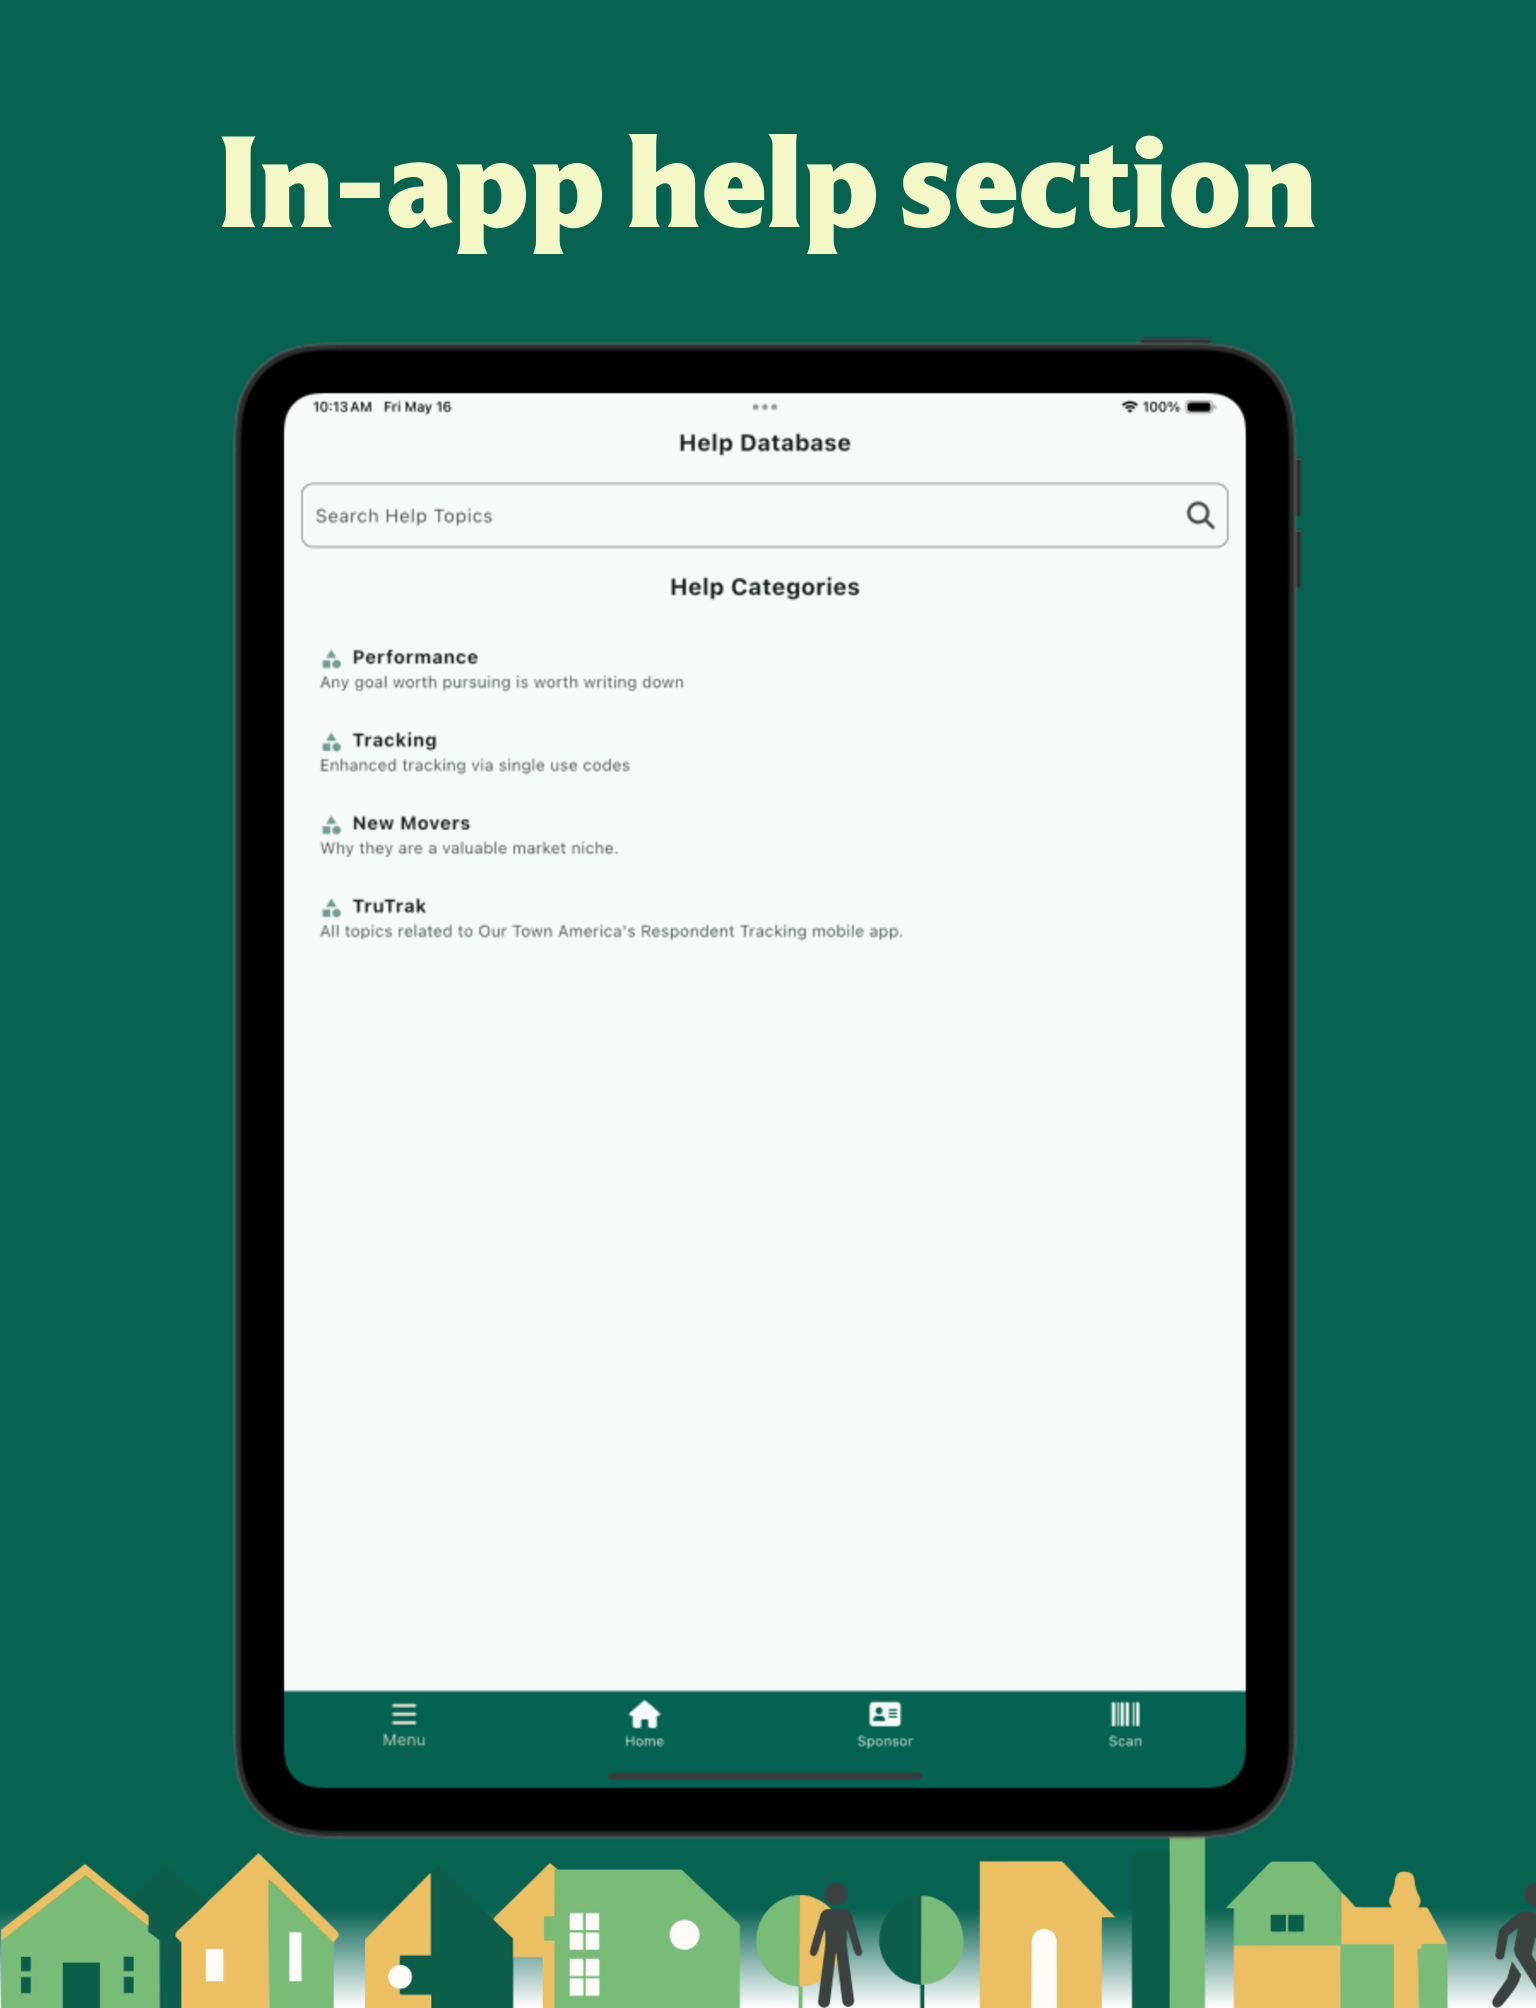 In-app help section
10:13 AM Fri May 16
100%
Help Database
Search Help Topics
Help Categories
Performance
Any goal worth pursuing is worth writing down
Tracking
Enhanced tracking via single use codes
New Movers
Why they are a valuable market niche.
TruTrak
All topics related to Our Town America's Respondent Tracking mobile app.
Menu
Home
Sponsor
Scan